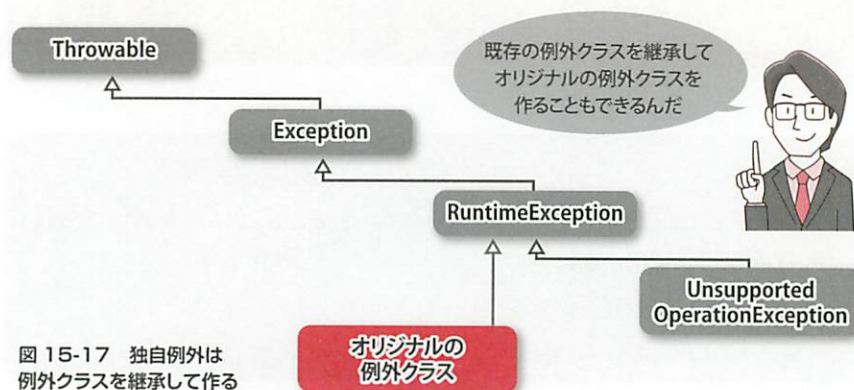 Throwable
既存の例外クラスを継承して
オリジナルの例外クラスを
作ることもできるんだ
Exception
RuntimeException
Unsupported
OperationException
オリジナルの
例外クラス
図 15-17　独自例外は
例外クラスを継承して作る